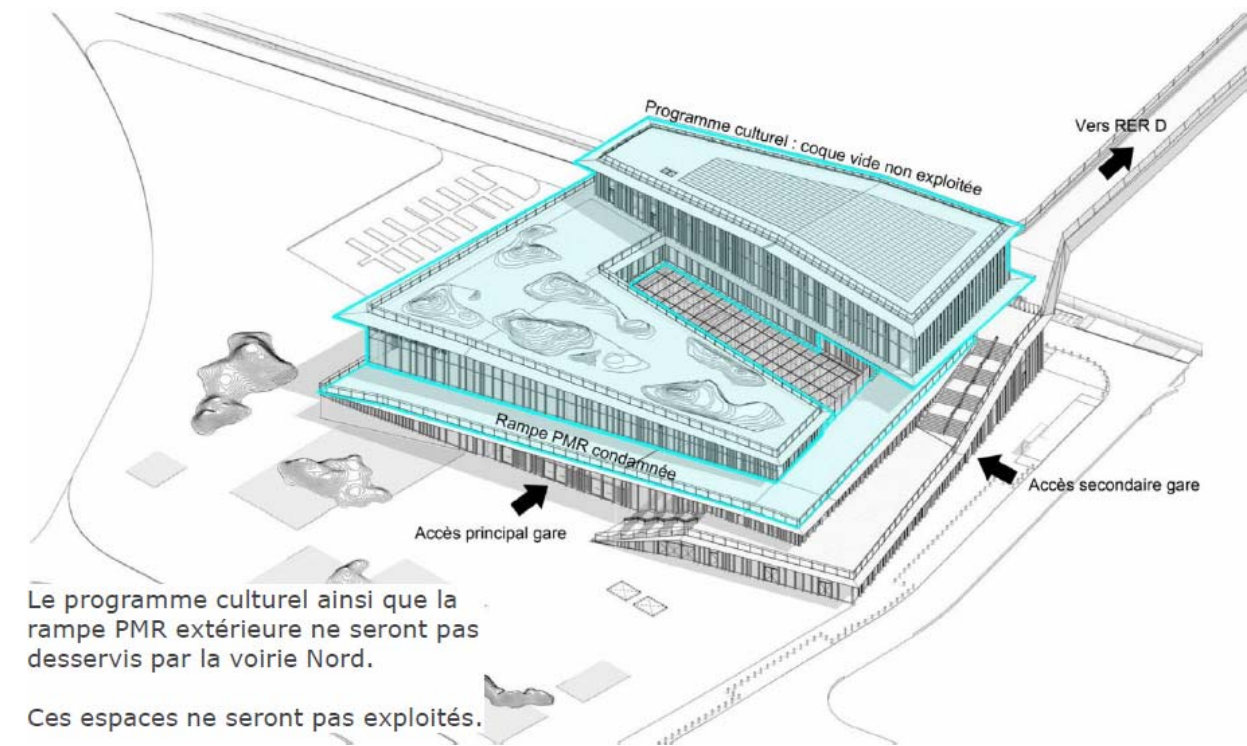 Programme culturel : coque vide non exploitée
Vers RER D
Rampe PMR condamnée
Accès principal gare
Accès secondaire gare
Le programme culturel ainsi que la
rampe PMR extérieure ne seront pas
desservis par la voirie Nord.
Ces espaces ne seront pas exploités.